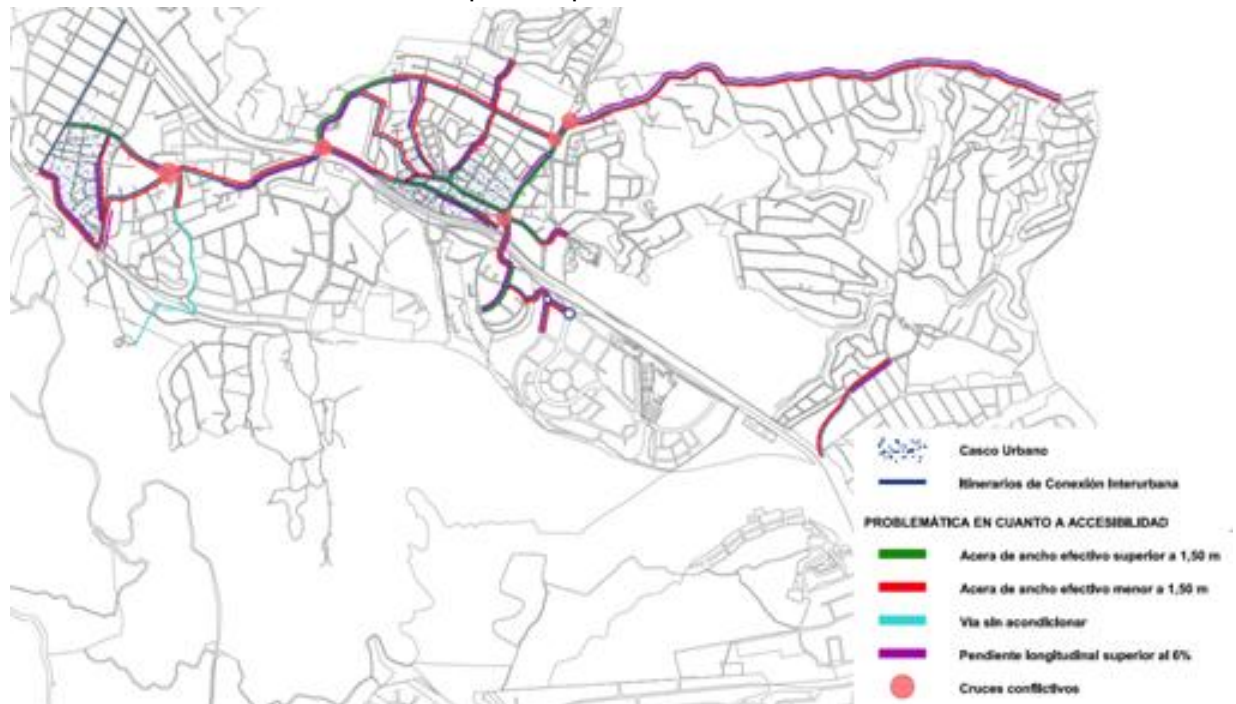 Casco Urbano
Itinerarios de Conexión Interurbana
PROBLEMÁTICA EN CUANTO A ACCESIBILIDAD
Acera de ancho efectivo superior a 1,50 m
Acera de ancho efectivo menor a 1,50 m
Vía sin acondicionar
Pendiente longitudinal superior al 6%
Cruces conflictivos